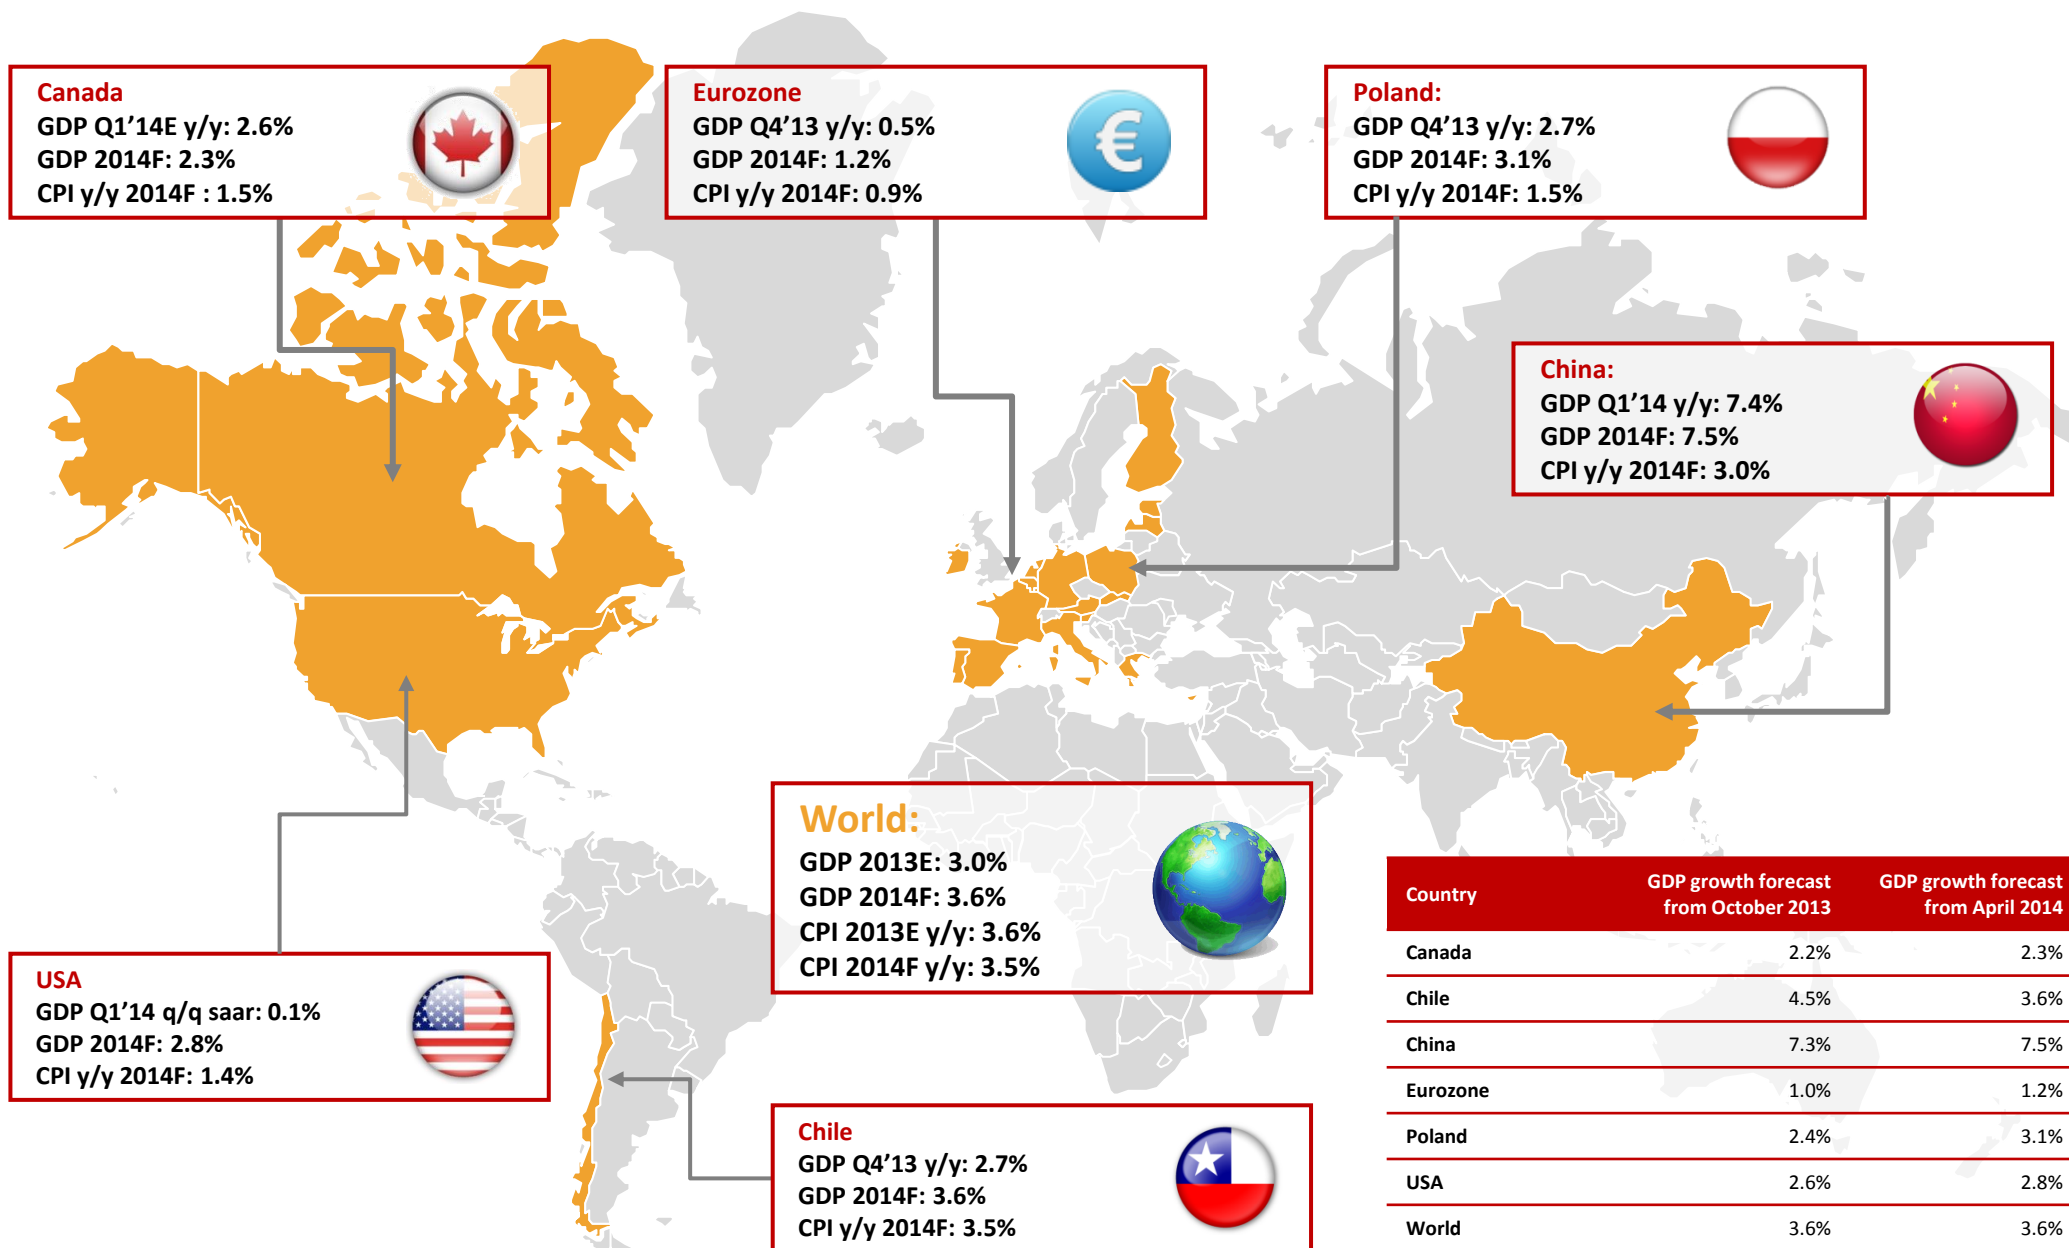 Canada
GDP Q1’14E y/y: 2.6%
GDP 2014F: 2.3%
CPI y/y 2014F : 1.5%
Eurozone
GDP Q4’13 y/y: 0.5%
GDP 2014F: 1.2%
CPI y/y 2014F: 0.9%
€
Poland:
GDP Q4’13 y/y: 2.7%
GDP 2014F: 3.1%
CPI y/y 2014F: 1.5%
China:
GDP Q1’14 y/y: 7.4%
GDP 2014F: 7.5%
CPI y/y 2014F: 3.0%
World:
GDP 2013E: 3.0%
GDP 2014F: 3.6%
CPI 2013E y/y: 3.6%
CPI 2014F y/y: 3.5%
USA
GDP Q1’14 q/q saar: 0.1%
GDP 2014F: 2.8%
CPI y/y 2014F: 1.4%
Chile
GDP Q4’13 y/y: 2.7%
GDP 2014F: 3.6%
CPI y/y 2014F: 3.5%
Country GDP growth forecast from October 2013 GDP growth forecast from April 2014
Canada 2.2% 2.3%
Chile 4.5% 3.6%
China 7.3% 7.5%
Eurozone 1.0% 1.2%
Poland 2.4% 3.1%
USA 2.6% 2.8%
World 3.6% 3.6%